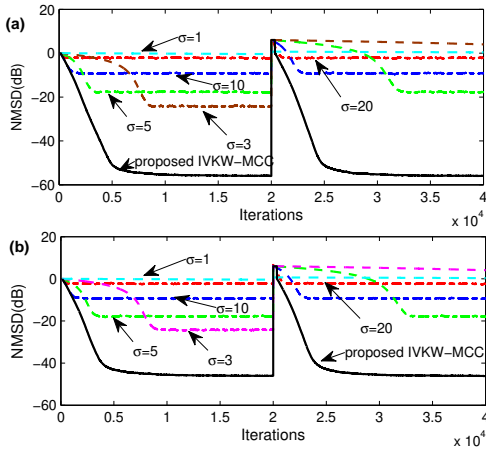 (a)
20
0
−20
−40
−60
NMSD(dB)
σ=1
σ=10
σ=20
σ=5
σ=3
proposed IVKW−MCC
0 0.5 1 1.5 2 2.5 3 3.5 4
Iterations
x 10^4
(b)
20
0
−20
−40
−60
NMSD(dB)
σ=1
σ=10
σ=20
σ=5
σ=3
proposed IVKW−MCC
0 0.5 1 1.5 2 2.5 3 3.5 4
Iterations
x 10^4